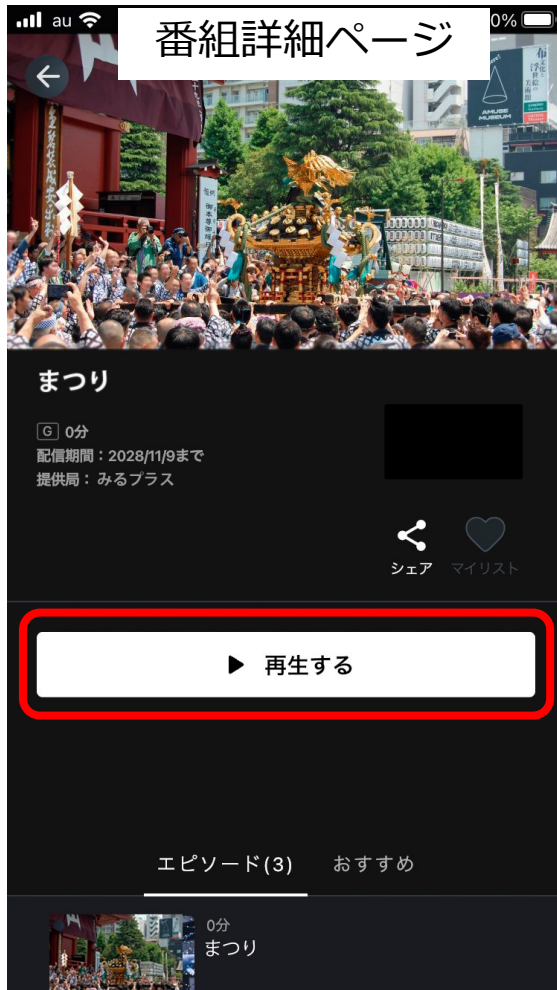 au
0%
番組詳細ページ
AMUSE
MUSEUM
まつり
G 0分
配信期間：2028/11/9まで
提供局：みるプラス
シェア
マイリスト
再生する
エピソード(3)
おすすめ
0分
まつり